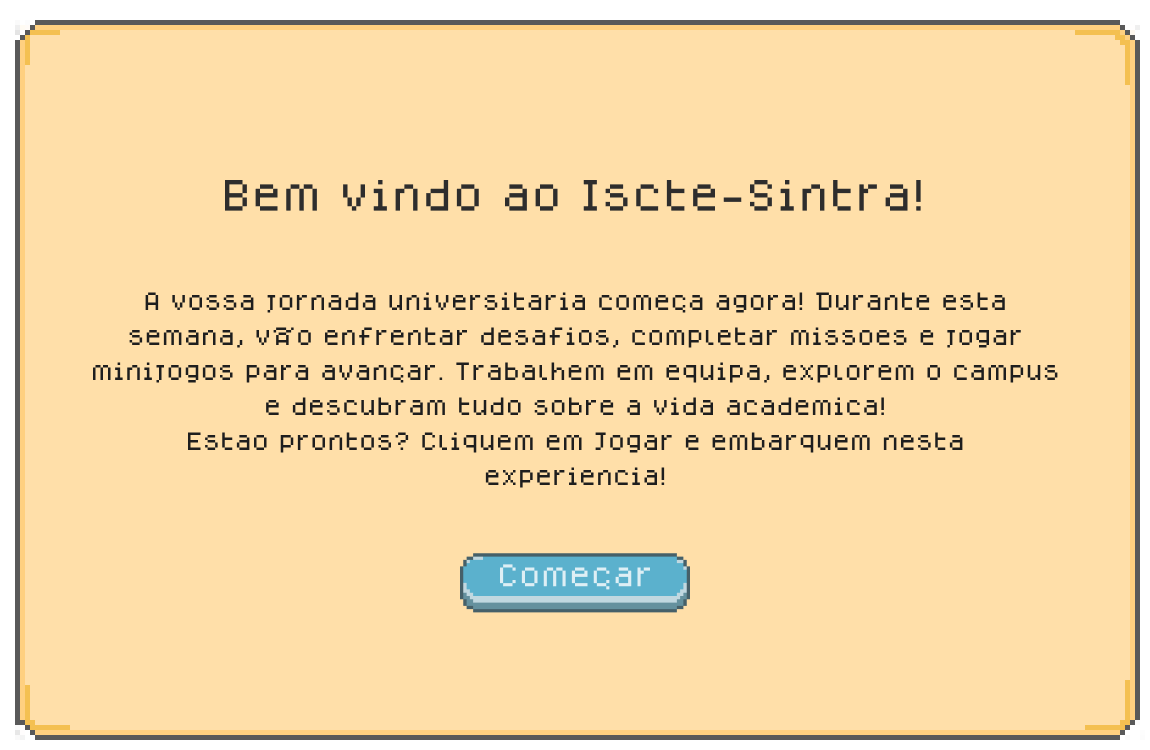 Bem vindo ao Iscte-Sintra!
A vossa jornada universitaria começa agora! Durante esta
semana, vão enfrentar desafios, completar missoes e jogar
minijogos para avançar. Trabalhem em equipa, explorem o campus
e descubram tudo sobre a vida academica!
Estao prontos? Cliquem em Jogar e embarquem nesta
experiencia!
Começar